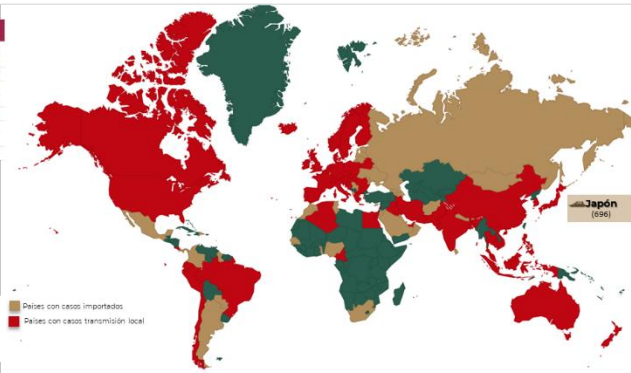 Japón
(696)
Países con casos importados
Países con casos transmisión local